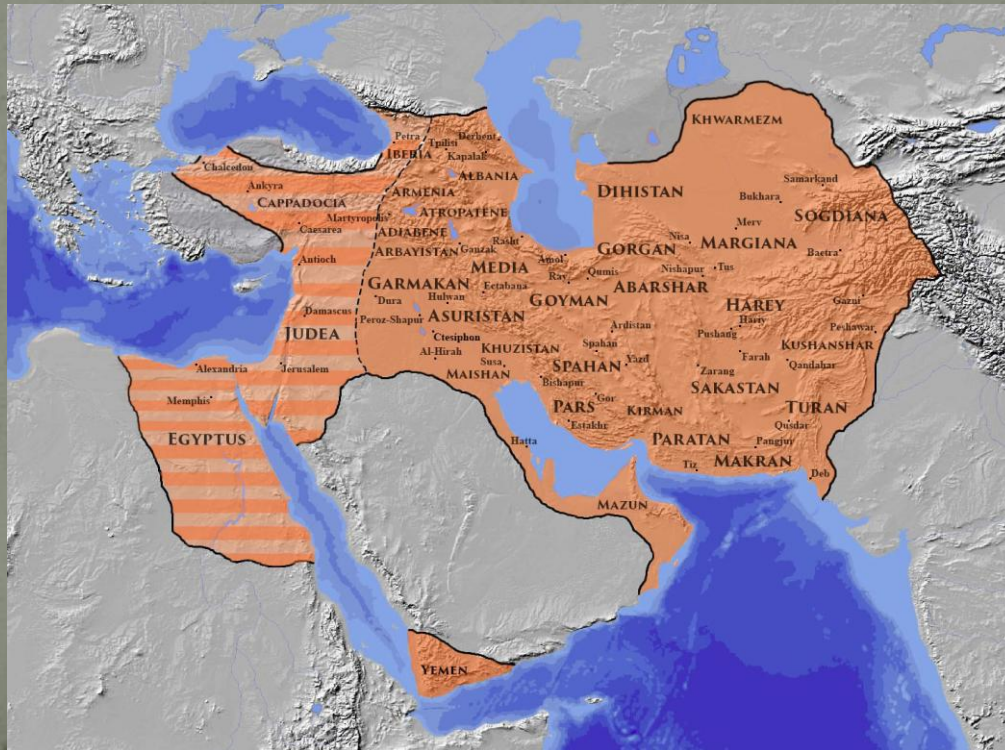 KHWARMEZM
Petra
Tpiliti
Derbent
IBERIA
Kapalak
Chalcedon
ALBANIA
Samarkand
Ankyra
ARMENIA
DIHISTAN
Bukhara
CAPPADOCIA
Martyropolis
ATROPATENE
SOGDIANA
Caesarea
ADIABENE
Merv
Rasht
Nisa
MARGIANA
ARBAYISTAN
Ganzak
GORGAN
Bactra
Antioch
Amol
MEDIA
Ray
Qumis
Nishapur
Tus
GARMAKAN
Ectabana
ABARSHAR
Dura
Hulwan
GOYMAN
HAREY
Gazni
Damascus
ASURISTAN
Peroz-Shapur
Ardistan
Pushang
Hariy
Peshawar
JUDEA
Ctesiphon
Spahan
KUSHANSHAR
Al-Hirah
KHUZISTAN
Yazd
Farah
Qandahar
Alexandria
Jerusalem
Susa
SPAHAN
Zarang
MAISHAN
Bishapur
SAKASTAN
Memphis
Gor
PARS
KIRMAN
TURAN
Estakhr
Qusdar
EGYPTUS
Hatta
PARATAN
Pangjur
Tiz
MAKRAN
Deb
MAZUN
YEMEN